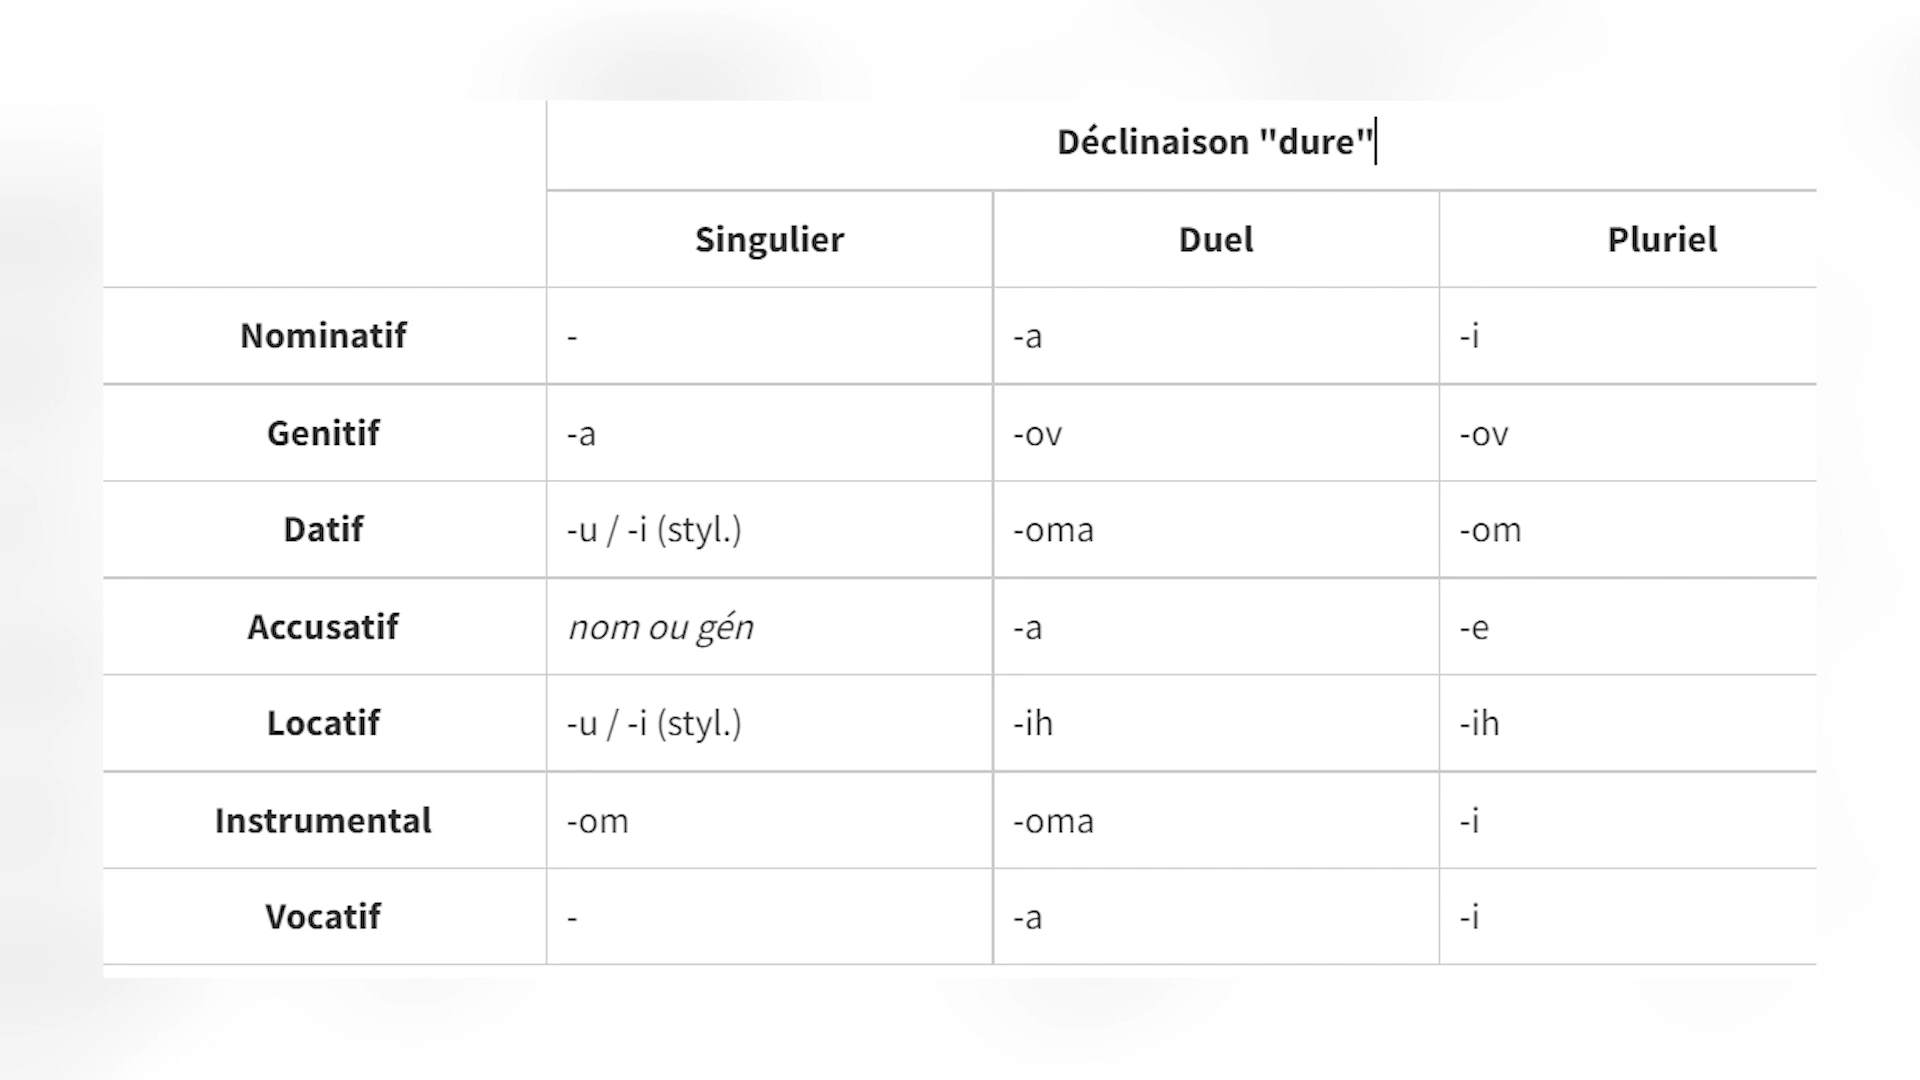 Déclinaison "dure"
Singulier Duel Pluriel
Nominatif - -a -i
Genitif -a -ov -ov
Datif -u / -i (styl.) -oma -om
Accusatif nom ou gén -a -e
Locatif -u / -i (styl.) -ih -ih
Instrumental -om -oma -i
Vocatif - -a -i